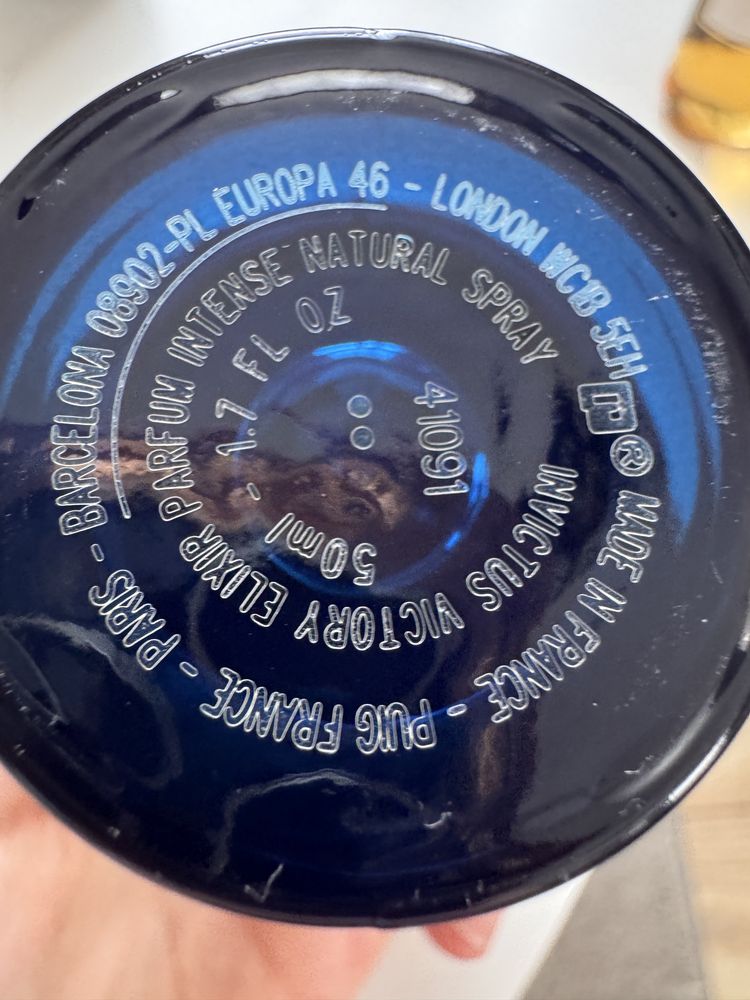 MADE IN FRANCE - PUIG FRANCE - PARIS - BARCELONA 08902-PL EUROPA 46 - LONDON WC1B 5EH ®
INVICTUS VICTORY ELIXIR PARFUM INTENSE NATURAL SPRAY
50ml - 1.7 FL OZ
41091